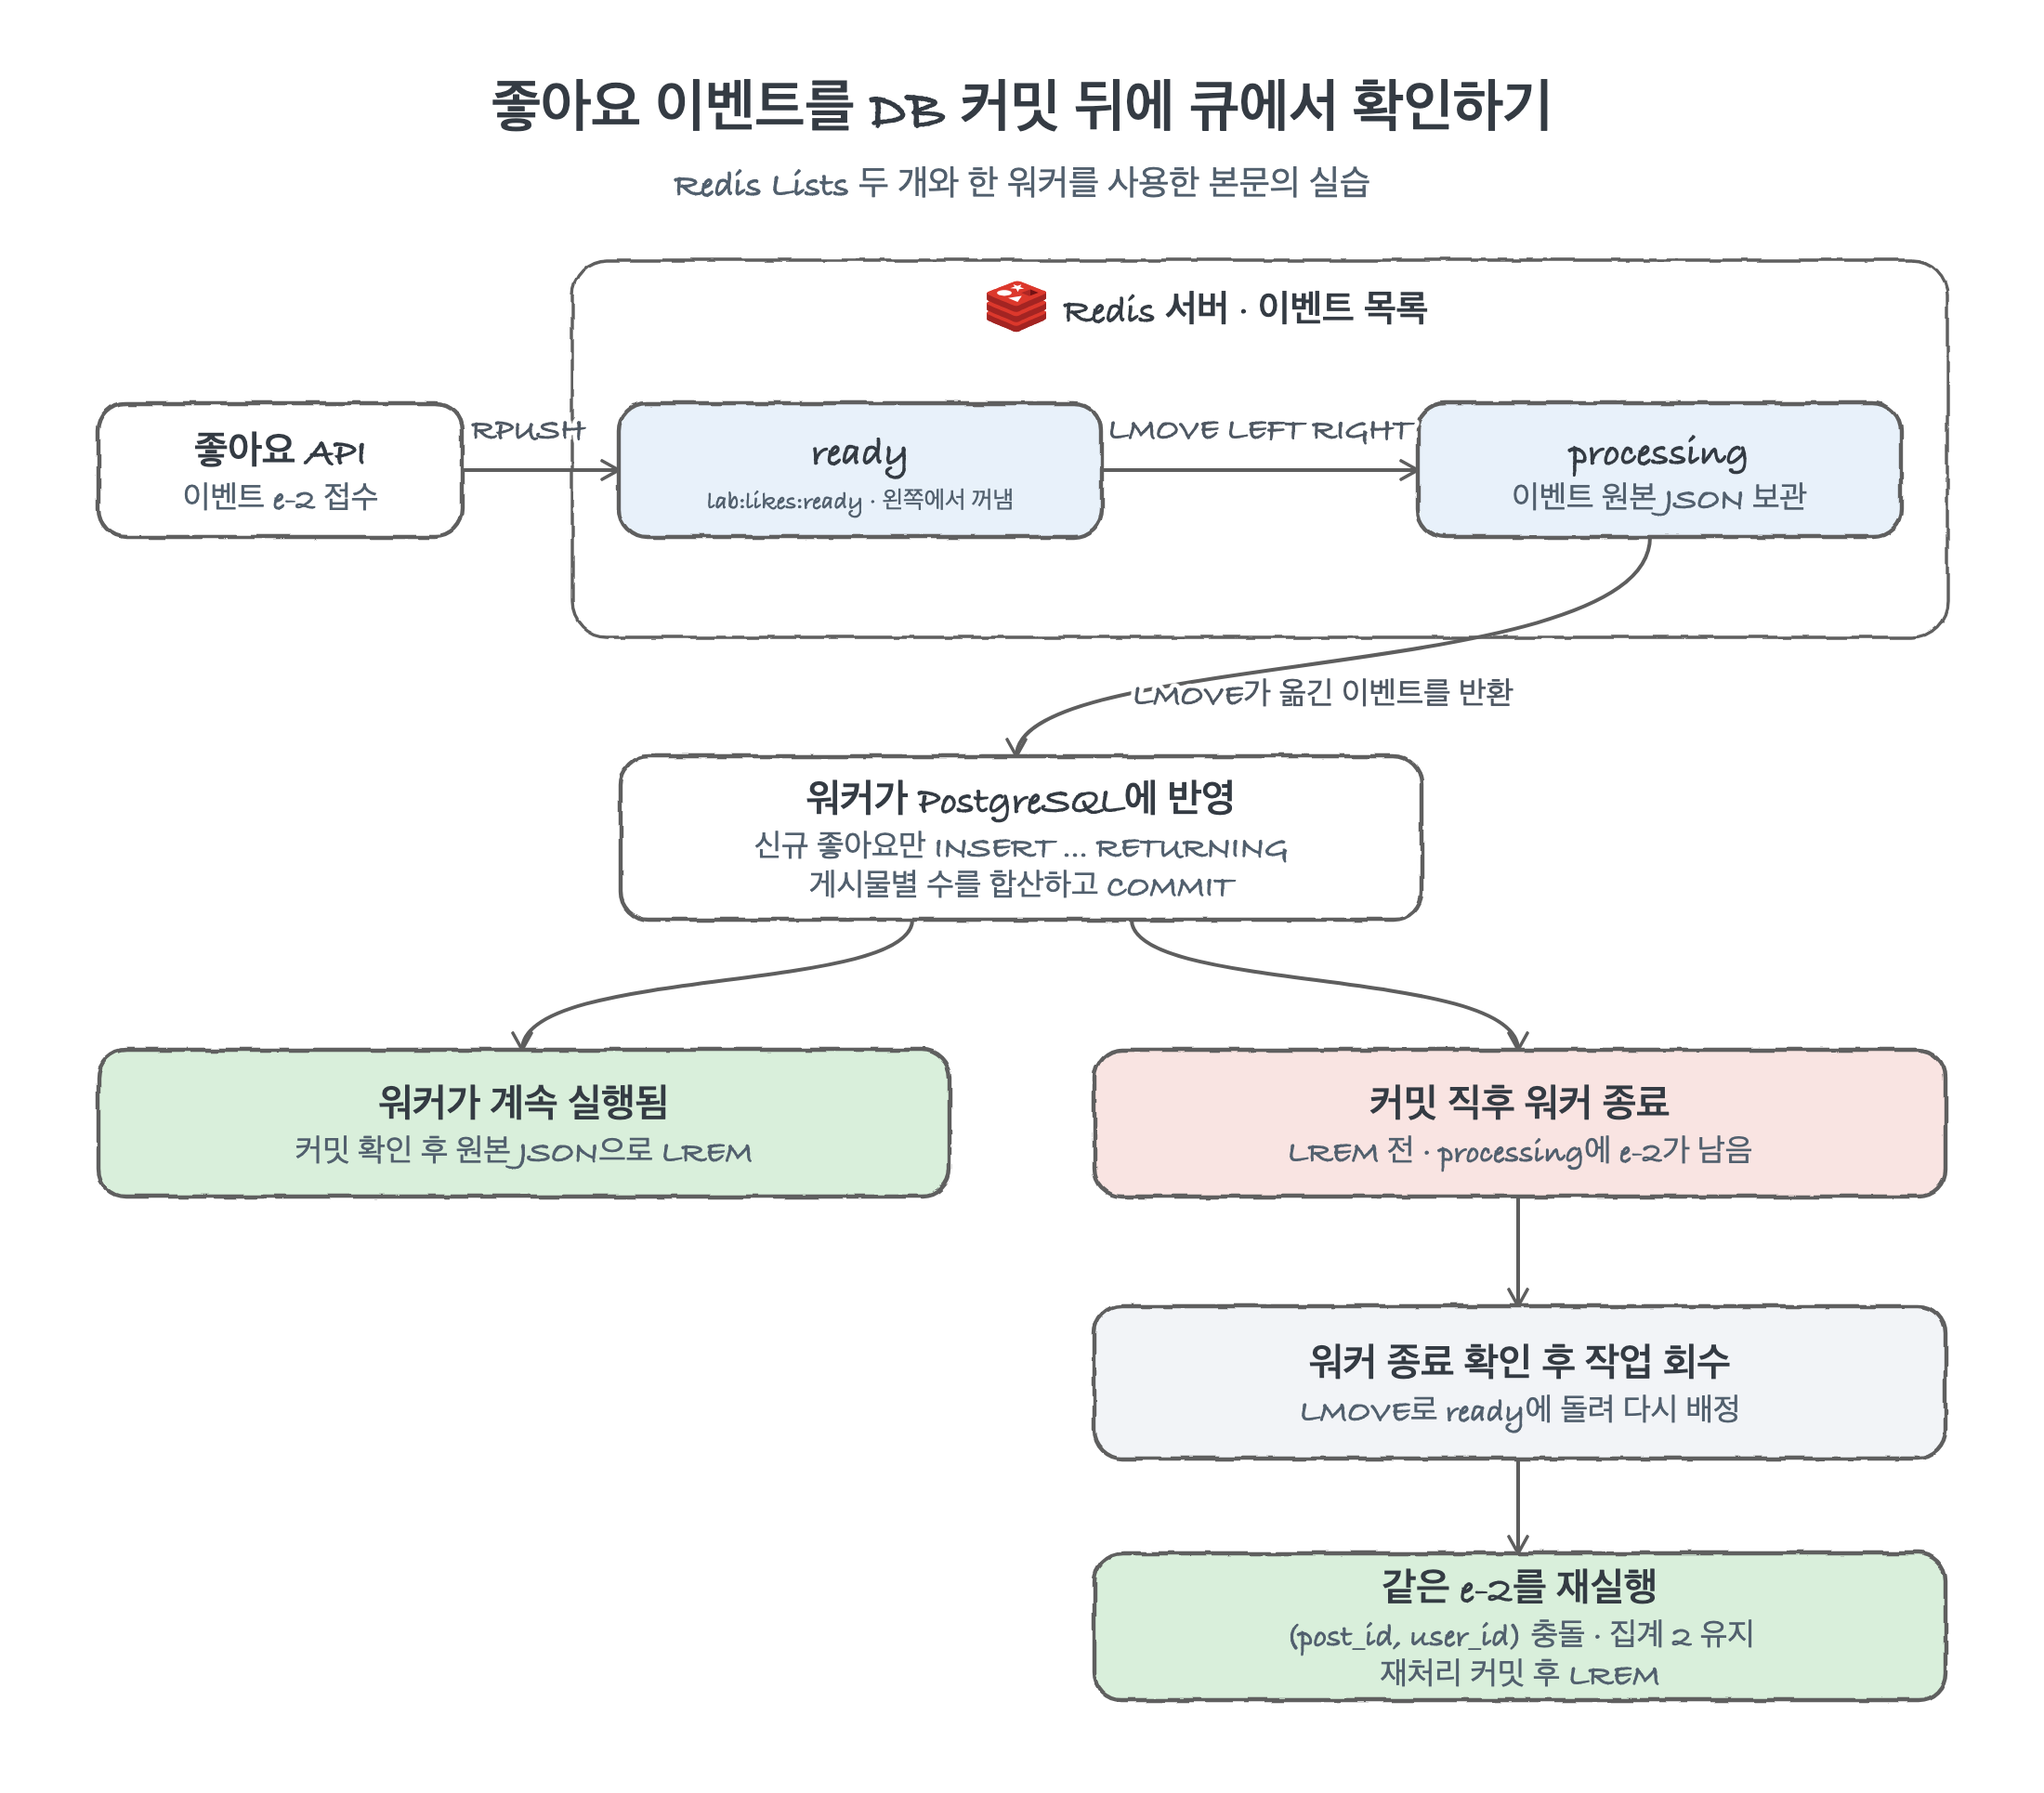 좋아요 이벤트를 DB 커밋 뒤에 큐에서 확인하기
Redis Lists 두 개와 한 워커를 사용한 본문의 실습
Redis 서버 · 이벤트 목록
좋아요 API
이벤트 e-2 접수
RPUSH
ready
lab:likes:ready · 왼쪽에서 꺼냄
LMOVE LEFT RIGHT
processing
이벤트 원본 JSON 보관
LMOVE가 옮긴 이벤트를 반환
워커가 PostgreSQL에 반영
신규 좋아요만 INSERT ... RETURNING
게시물별 수를 합산하고 COMMIT
워커가 계속 실행됨
커밋 확인 후 원본 JSON으로 LREM
커밋 직후 워커 종료
LREM 전 · processing에 e-2가 남음
워커 종료 확인 후 작업 회수
LMOVE로 ready에 돌려 다시 배정
같은 e-2를 재실행
(post_id, user_id) 충돌 · 집계 2 유지
재처리 커밋 후 LREM